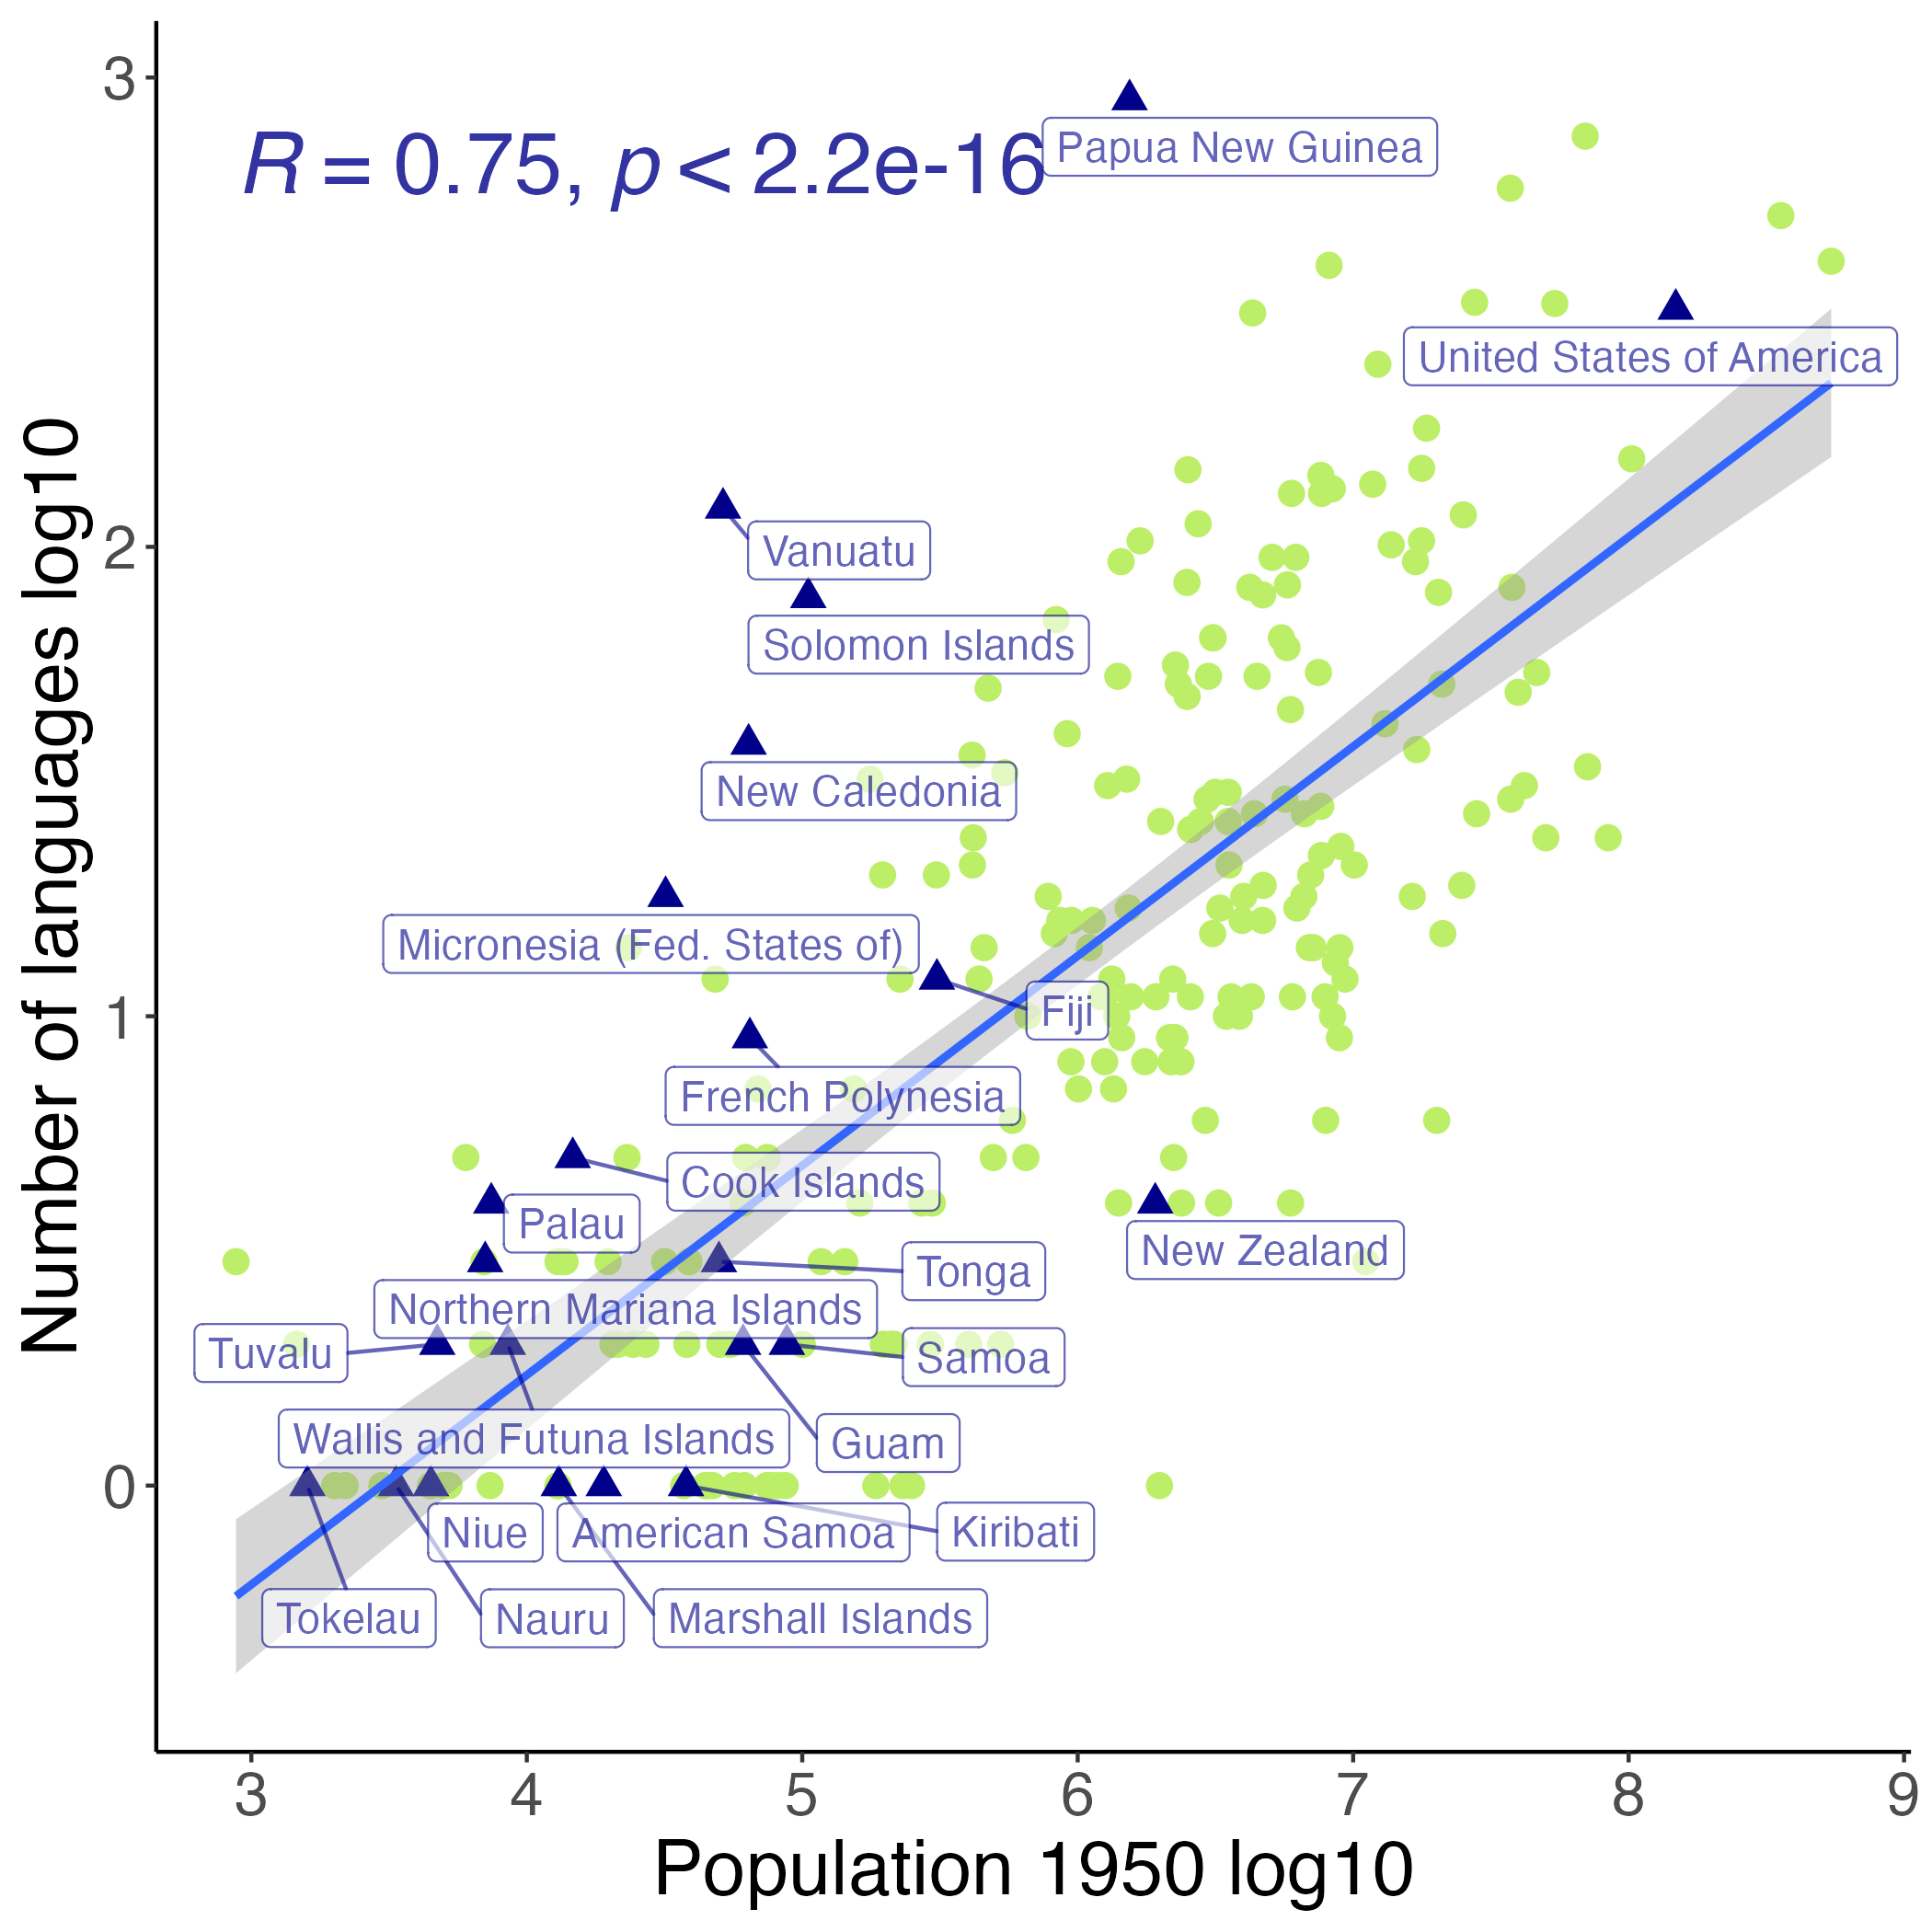 3
R = 0.75, p < 2.2e-16
Papua New Guinea
United States of America
Vanuatu
2
Solomon Islands
New Caledonia
Micronesia (Fed. States of)
Fiji
1
French Polynesia
Cook Islands
Palau
New Zealand
Tonga
Northern Mariana Islands
Tuvalu
Samoa
Wallis and Futuna Islands
Guam
0
Niue
American Samoa
Kiribati
Tokelau
Nauru
Marshall Islands
Number of languages log10
3 4 5 6 7 8 9
Population 1950 log10